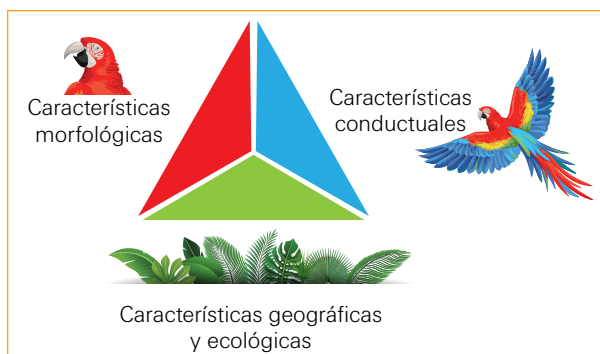 Características
morfológicas
Características
conductuales
Características geográficas
y ecológicas